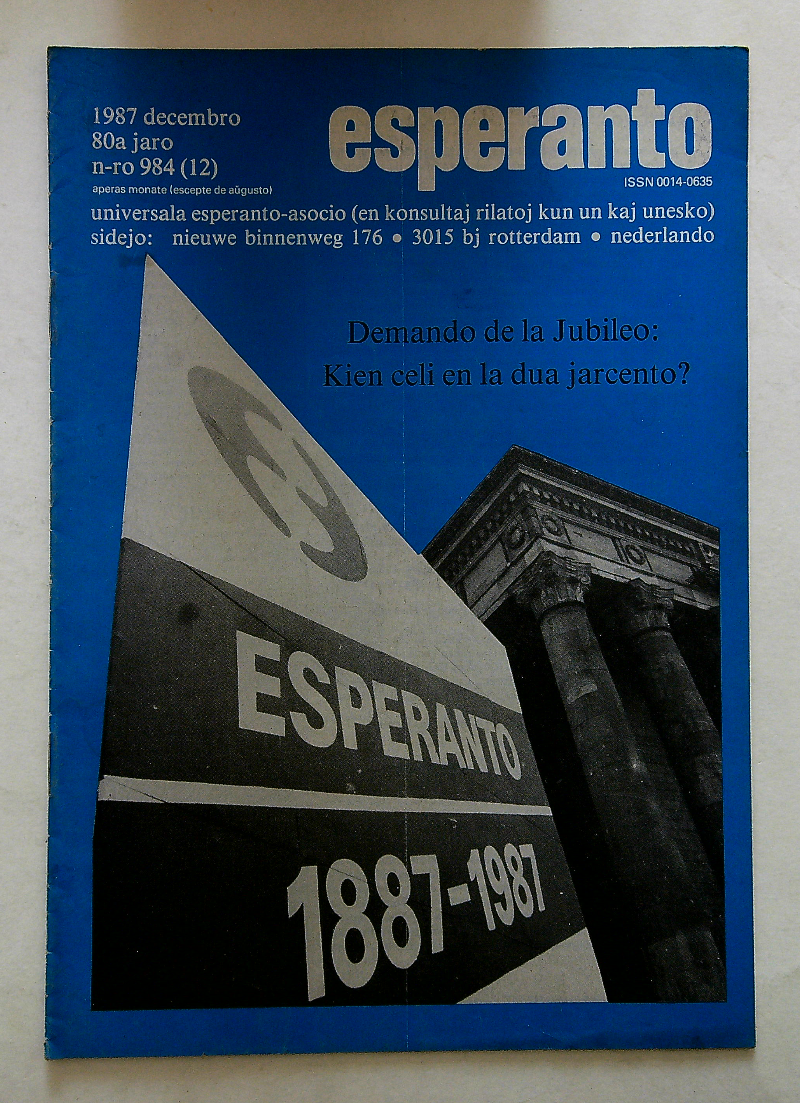 1987 decembro
80a jaro
n-ro 984 (12)
aperas monate (escepte de aŭgusto)
esperanto
ISSN 0014-0635
universala esperanto-asocio (en konsultaj rilatoj kun un kaj unesko)
sidejo: nieuwe binnenweg 176 • 3015 bj rotterdam • nederlando
Demando de la Jubileo:
Kien celi en la dua jarcento?
ESPERANTO
1887-1987